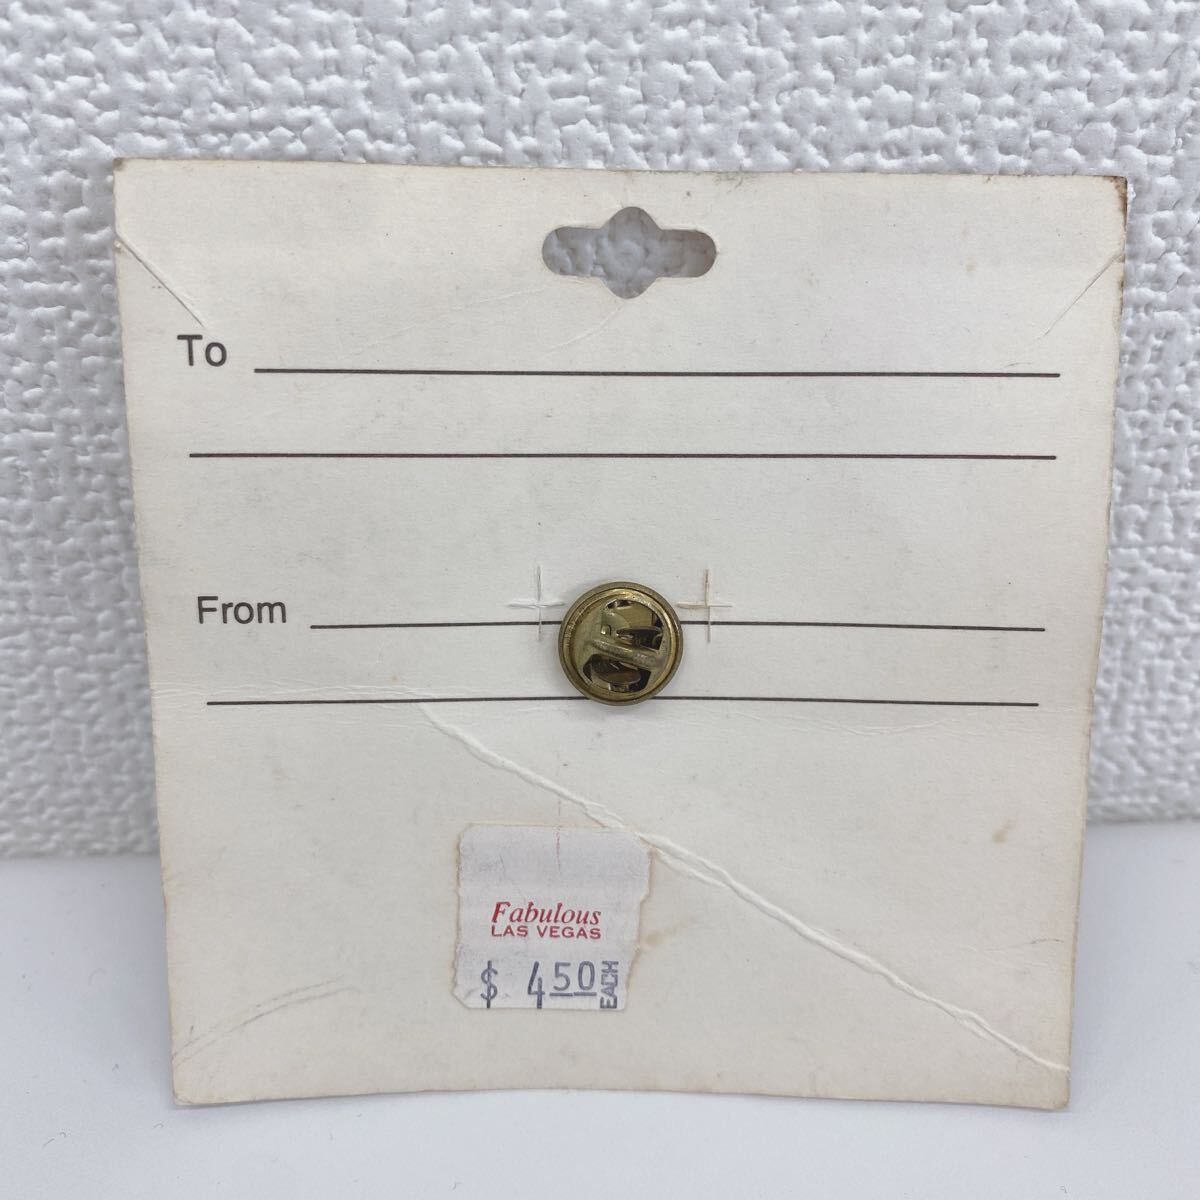 To
From
Fabulous
LAS VEGAS
$ 4.50 EACH